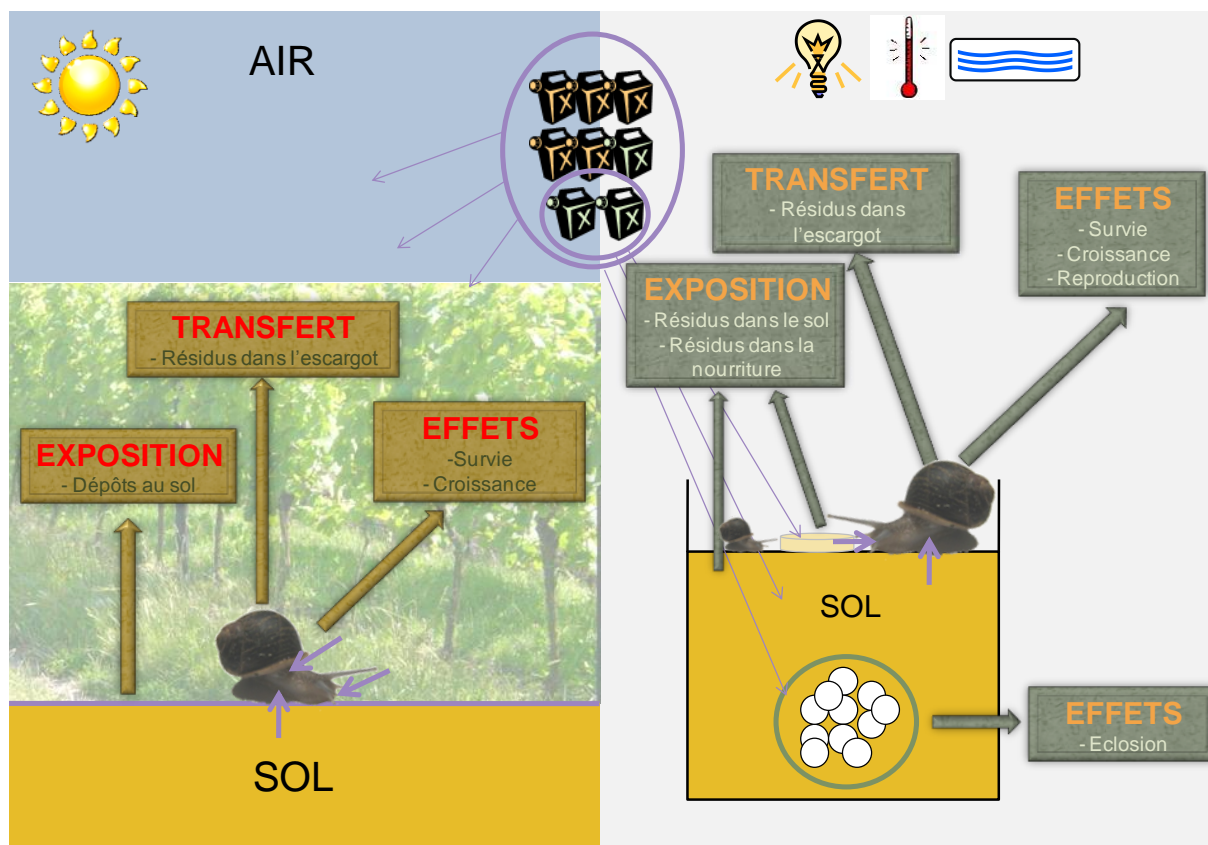 AIR
X X X
X X X
X X
TRANSFERT
- Résidus dans l'escargot
EXPOSITION
- Dépôts au sol
EFFETS
-Survie
- Croissance
SOL
TRANSFERT
- Résidus dans
l'escargot
EFFETS
- Survie
- Croissance
- Reproduction
EXPOSITION
- Résidus dans le sol
- Résidus dans la
nourriture
SOL
EFFETS
- Eclosion